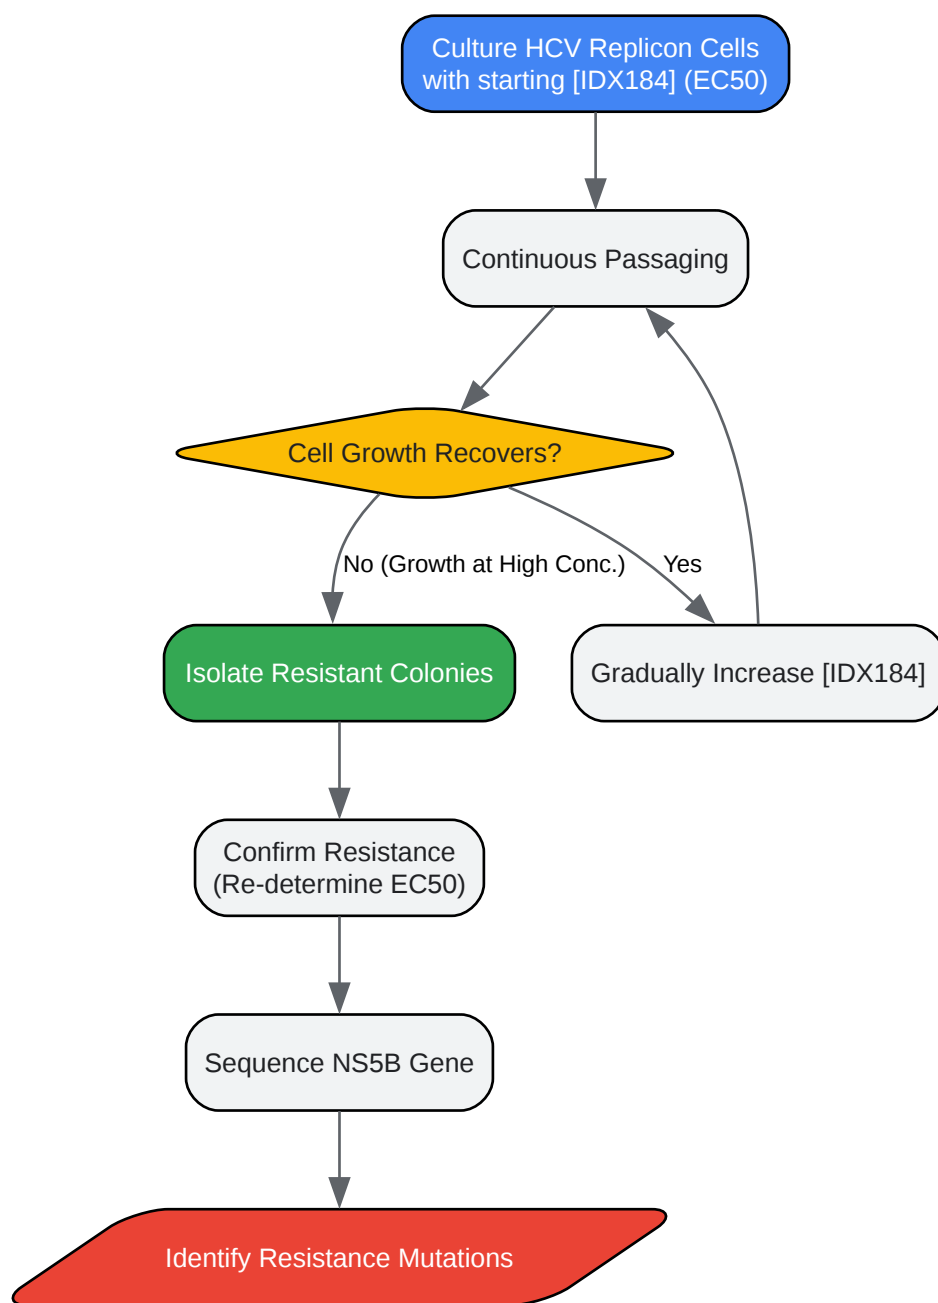 Culture HCV Replicon Cells
with starting [IDX184] (EC50)
Continuous Passaging
Cell Growth Recovers?
No (Growth at High Conc.)
Yes
Isolate Resistant Colonies
Gradually Increase [IDX184]
Confirm Resistance
(Re-determine EC50)
Sequence NS5B Gene
Identify Resistance Mutations